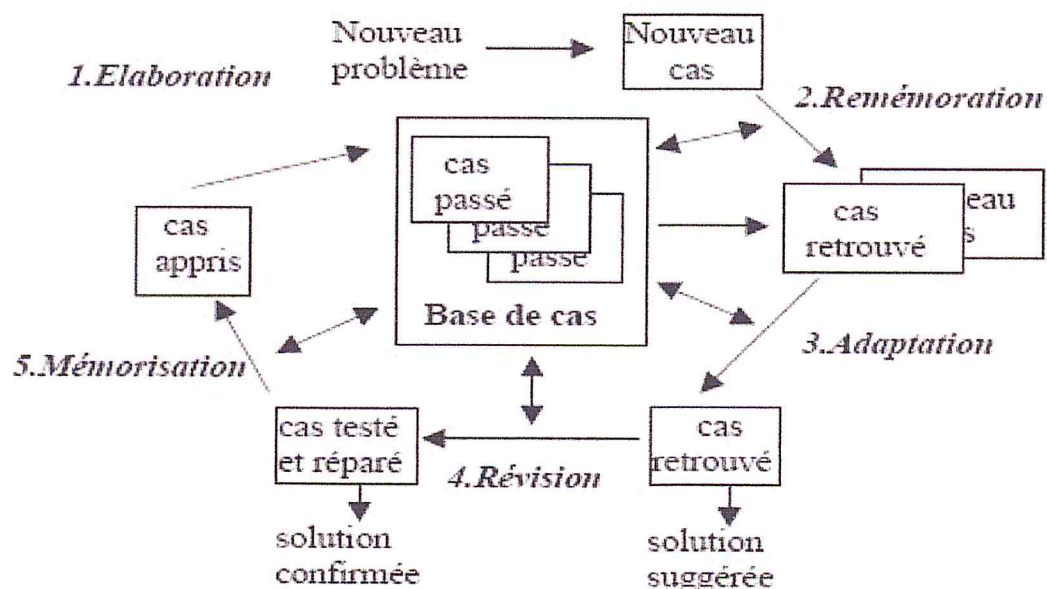 Nouveau
problème
Nouveau
cas
1.Elaboration
2.Remémoration
cas
passé
passé
passé
Base de cas
cas
retrouvé
eau
s
cas
appris
3.Adaptation
5.Mémorisation
cas testé
et réparé
4.Révision
cas
retrouvé
solution
confirmée
solution
suggérée